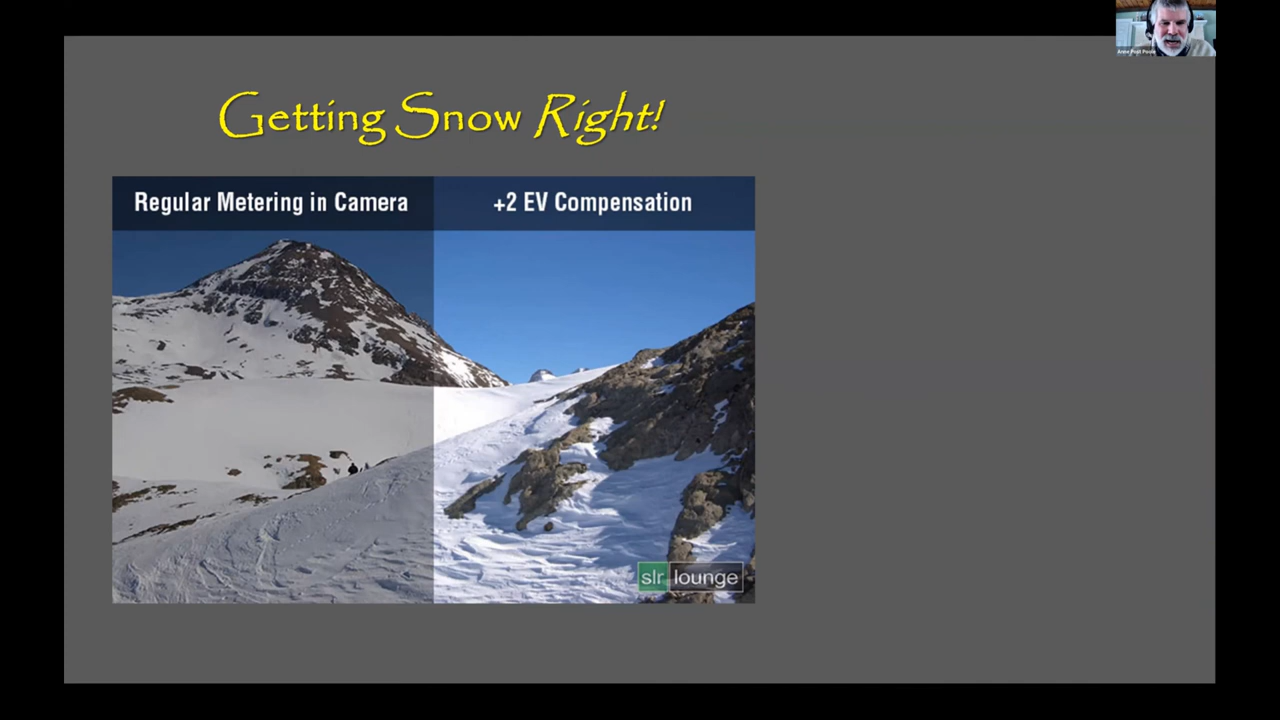 Getting Snow Right!
Regular Metering in Camera
+2 EV Compensation
slr lounge